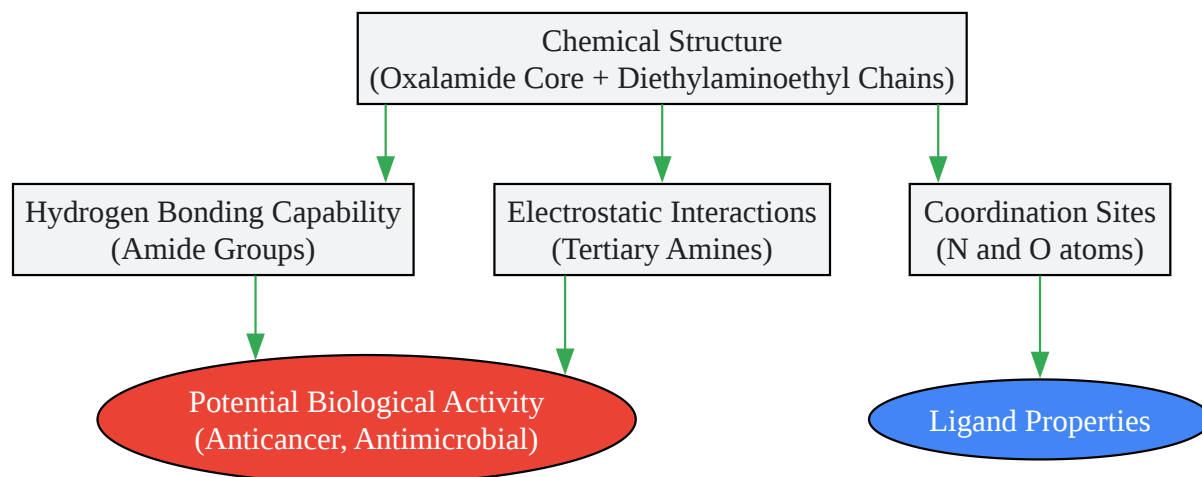 Chemical Structure
(Oxalamide Core + Diethylaminoethyl Chains)
Hydrogen Bonding Capability
(Amide Groups)
Electrostatic Interactions
(Tertiary Amines)
Coordination Sites
(N and O atoms)
Potential Biological Activity
(Anticancer, Antimicrobial)
Ligand Properties